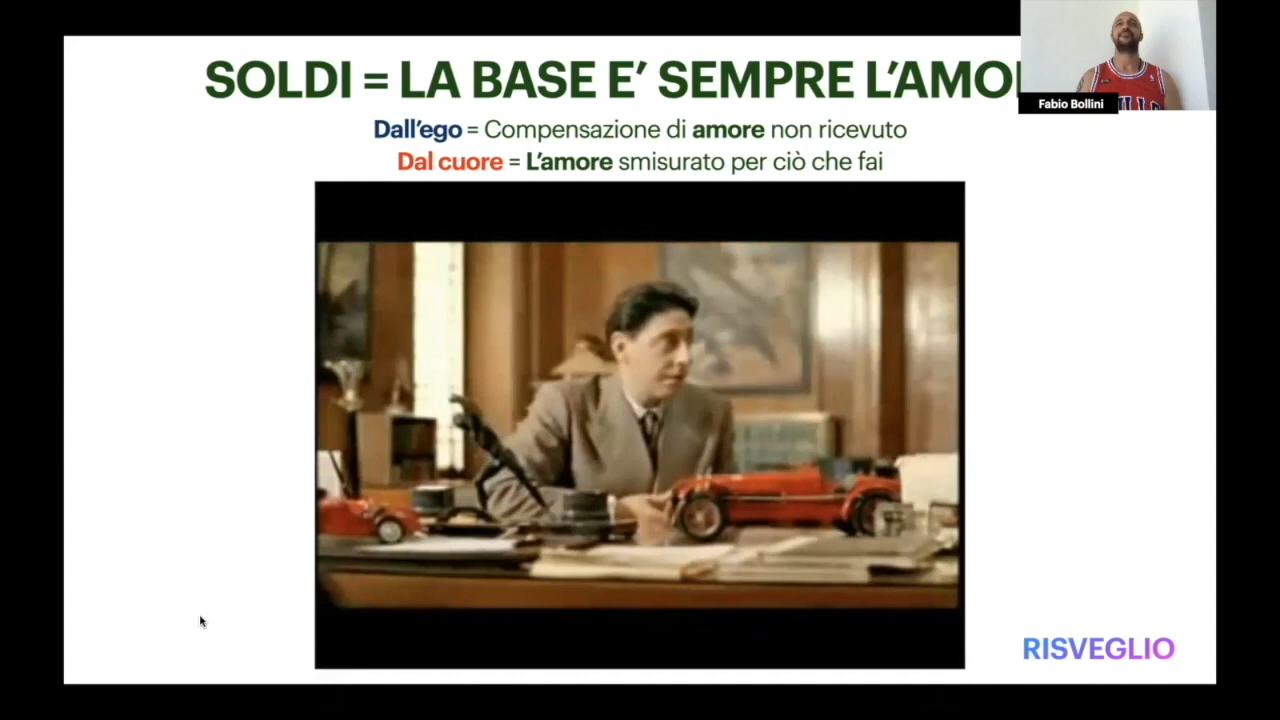 SOLDI = LA BASE E’ SEMPRE L’AMO
Dall’ego = Compensazione di amore non ricevuto
Dal cuore = L’amore smisurato per ciò che fai
Fabio Bollini
RISVEGLIO